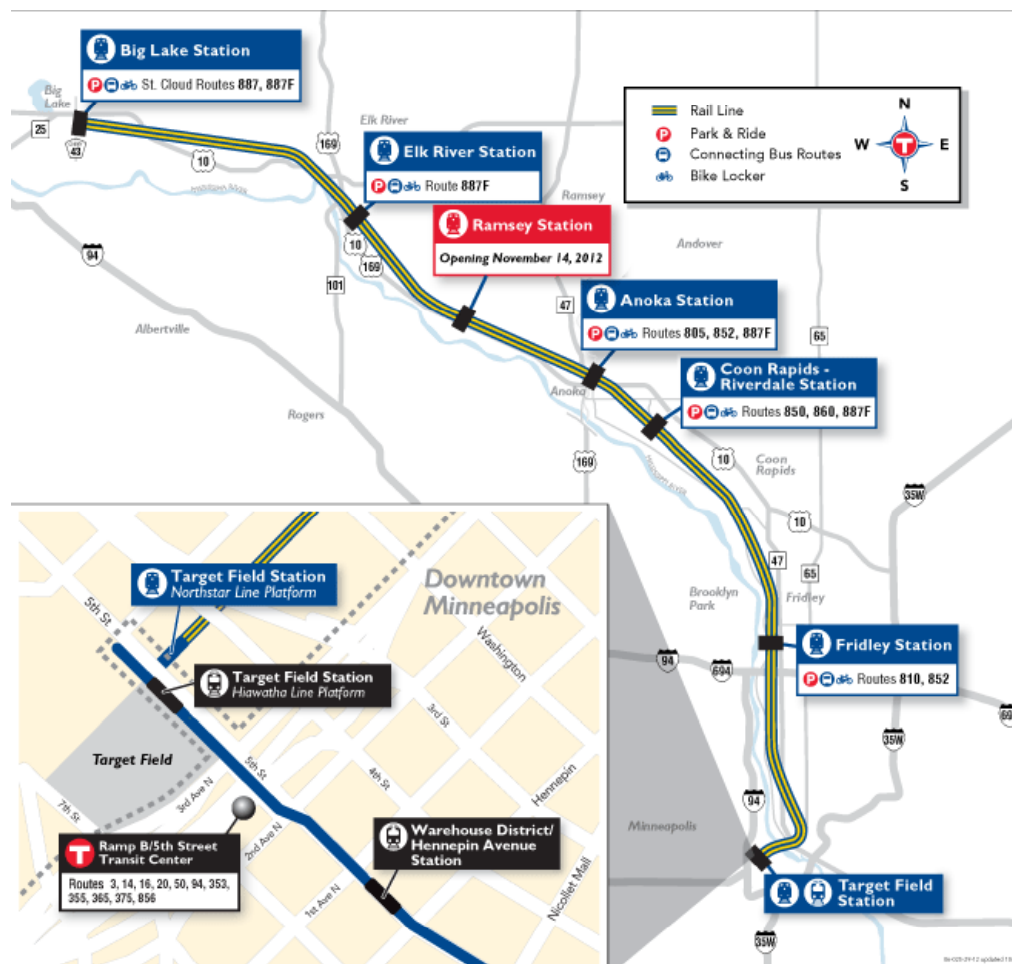 Big Lake Station
St. Cloud Routes 887, 887F
Big
Lake
25
43
10
169
Elk River
Elk River Station
Route 887F
Rail Line
Park & Ride
Connecting Bus Routes
Bike Locker
N
W
E
S
T
Ramsey
Ramsey Station
Opening November 14, 2012
Andover
94
10
169
101
47
65
Albertville
Anoka Station
Routes 805, 852, 887F
Coon Rapids -
Riverdale Station
Routes 850, 860, 887F
Anoka
Rogers
169
10
Coon
Rapids
35W
10
47
65
Brooklyn
Park
Fridley
Fridley Station
Routes 810, 852
94
694
35W
94
Minneapolis
Target Field
Station
35W
Downtown
Minneapolis
Target Field Station
Northstar Line Platform
5th St
Washington
Target Field Station
Hiawatha Line Platform
3rd St
Target Field
5th St
4th St
Hennepin
7th St
3rd Ave N
2nd Ave N
1st Ave N
Nicollet Mall
T
Ramp B/5th Street
Transit Center
Routes 3, 14, 16, 20, 50, 94, 353,
355, 365, 375, 856
Warehouse District/
Hennepin Avenue
Station